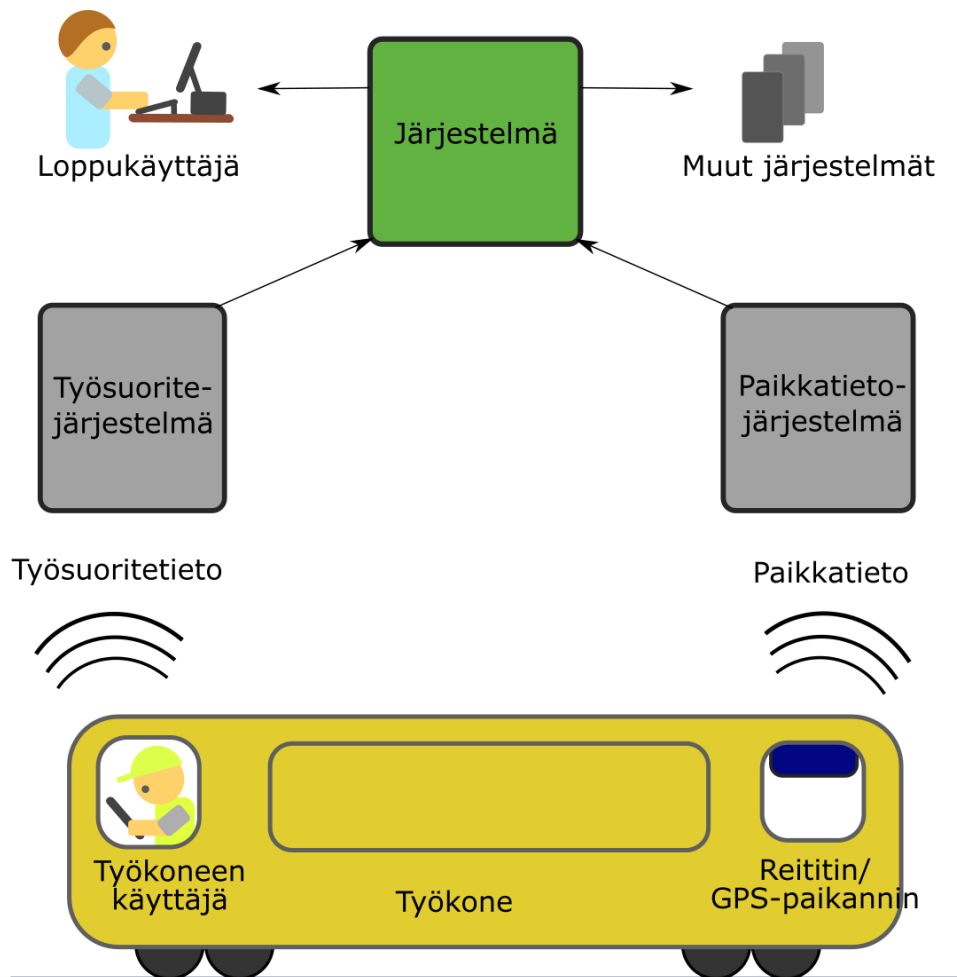 Järjestelmä
Loppukäyttäjä
Muut järjestelmät
Työsuorite-
järjestelmä
Paikkatieto-
järjestelmä
Työsuoritetieto
Paikkatieto
Työkoneen
käyttäjä
Työkone
Reititin/
GPS-paikannin